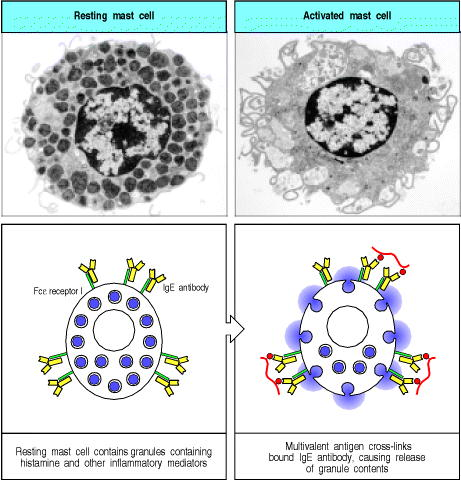 Resting mast cell
Activated mast cell
Fcε receptor I
IgE antibody
Resting mast cell contains granules containing
histamine and other inflammatory mediators
Multivalent antigen cross-links
bound IgE antibody, causing release
of granule contents